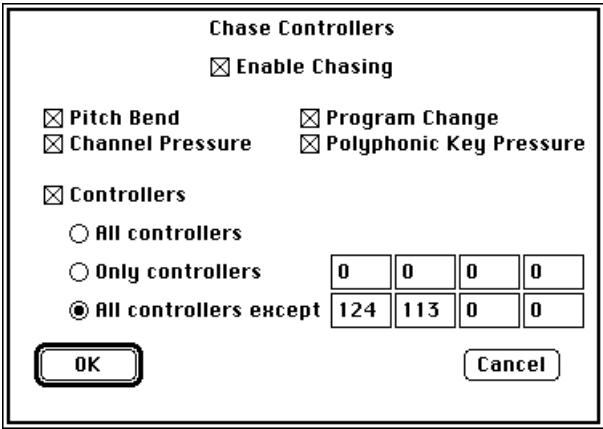 Chase Controllers
Enable Chasing
Pitch Bend Program Change
Channel Pressure Polyphonic Key Pressure
Controllers
All controllers
Only controllers 0 0 0 0
All controllers except 124 113 0 0
OK Cancel